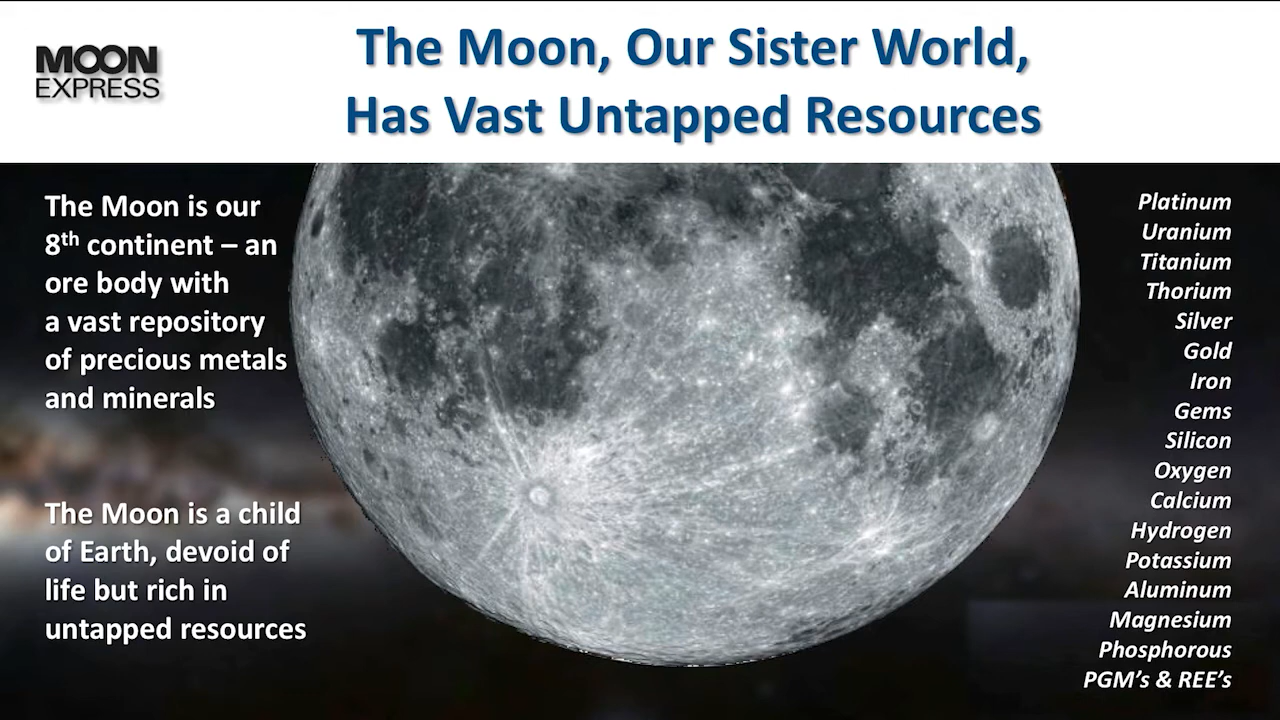 MOON
EXPRESS
The Moon, Our Sister World,
Has Vast Untapped Resources
The Moon is our
8th continent – an
ore body with
a vast repository
of precious metals
and minerals
The Moon is a child
of Earth, devoid of
life but rich in
untapped resources
Platinum
Uranium
Titanium
Thorium
Silver
Gold
Iron
Gems
Silicon
Oxygen
Calcium
Hydrogen
Potassium
Aluminum
Magnesium
Phosphorous
PGM's & REE's